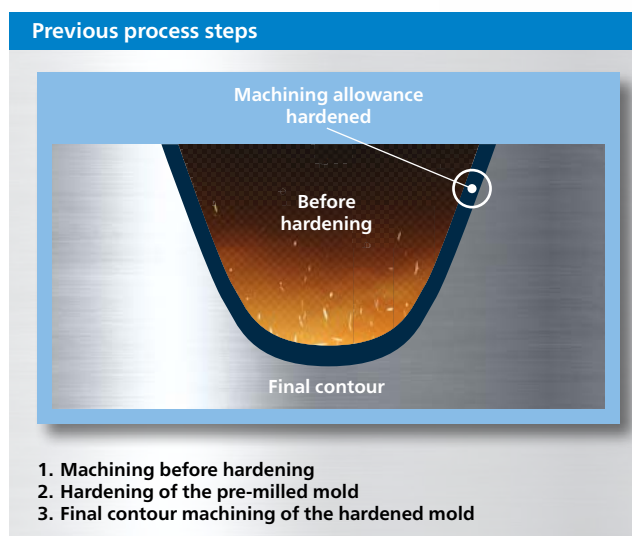 Previous process steps
Machining allowance
hardened
Before
hardening
Final contour
1. Machining before hardening
2. Hardening of the pre-milled mold
3. Final contour machining of the hardened mold